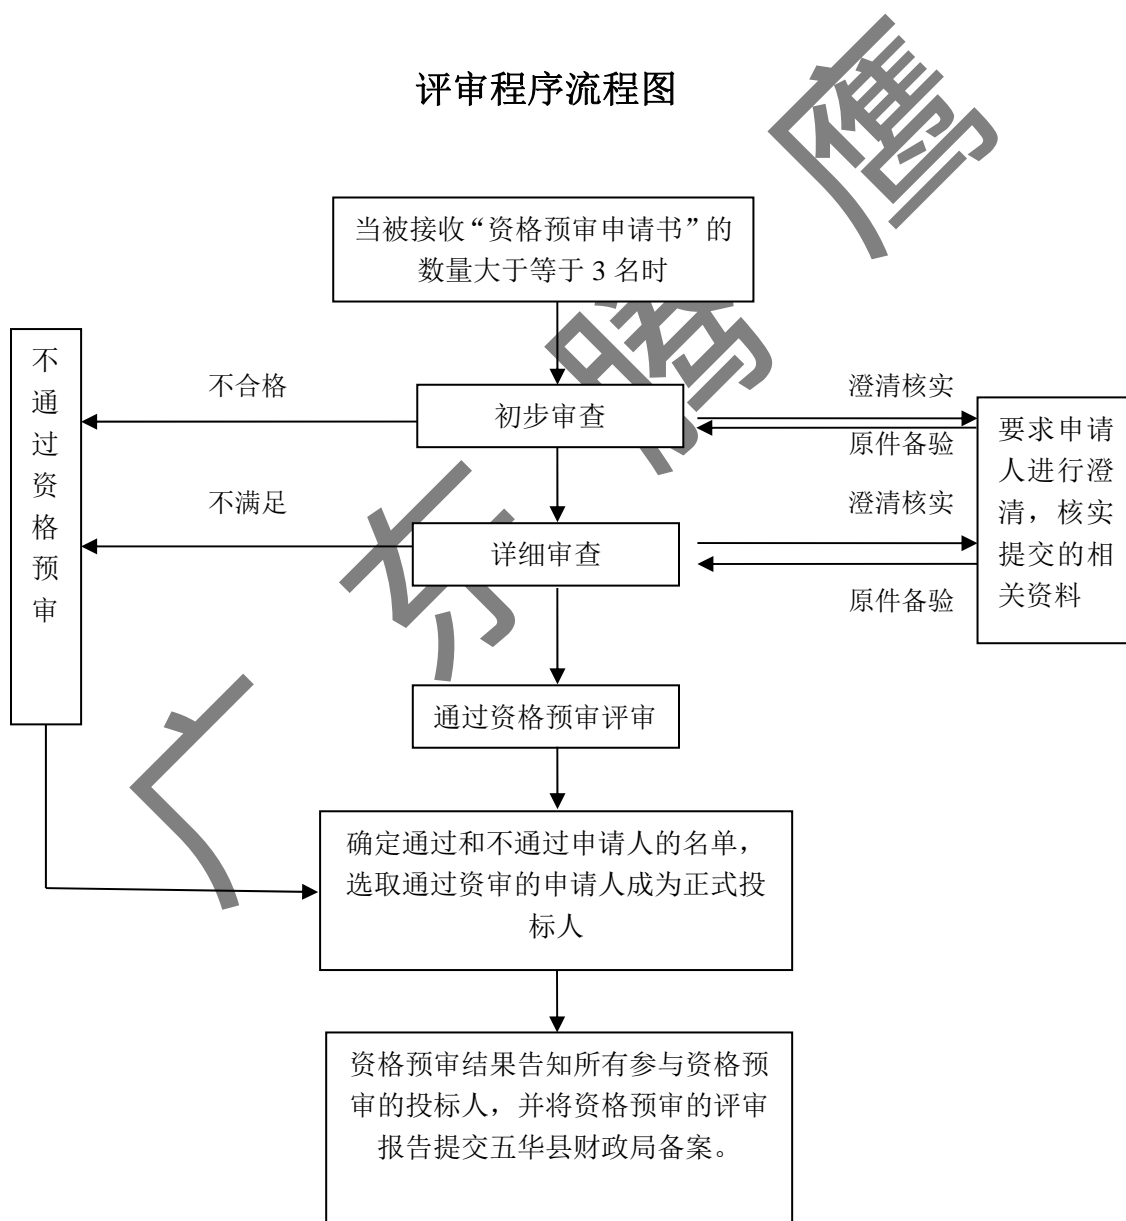 评审程序流程图
当被接收“资格预审申请书”的
数量大于等于 3 名时
不通过资格预审
不合格
初步审查
澄清核实
原件备验
不满足
详细审查
澄清核实
原件备验
要求申请
人进行澄
清，核实
提交的相
关资料
通过资格预审评审
确定通过和不通过申请人的名单，
选取通过资审的申请人成为正式投
标人
资格预审结果告知所有参与资格预
审的投标人，并将资格预审的评审
报告提交五华县财政局备案。
广东腾鹰